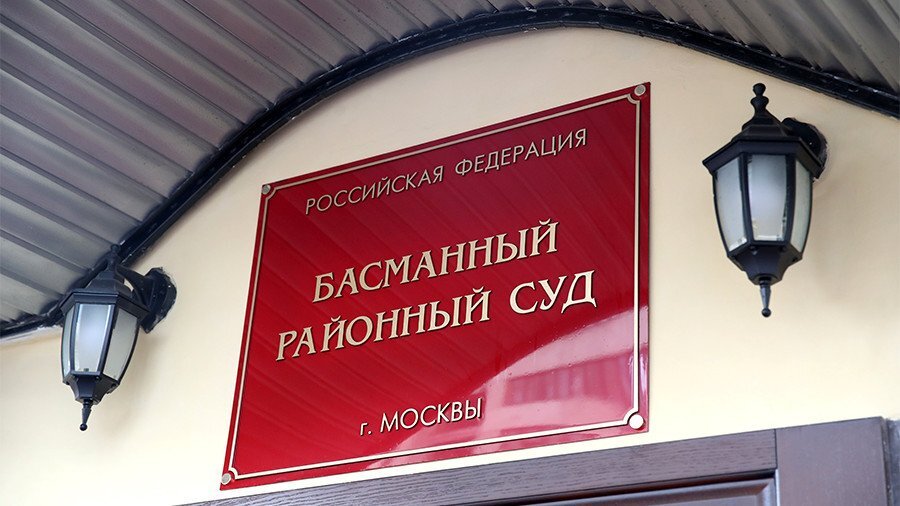 РОССИЙСКАЯ ФЕДЕРАЦИЯ
БАСМАННЫЙ
РАЙОННЫЙ СУД
г. МОСКВЫ